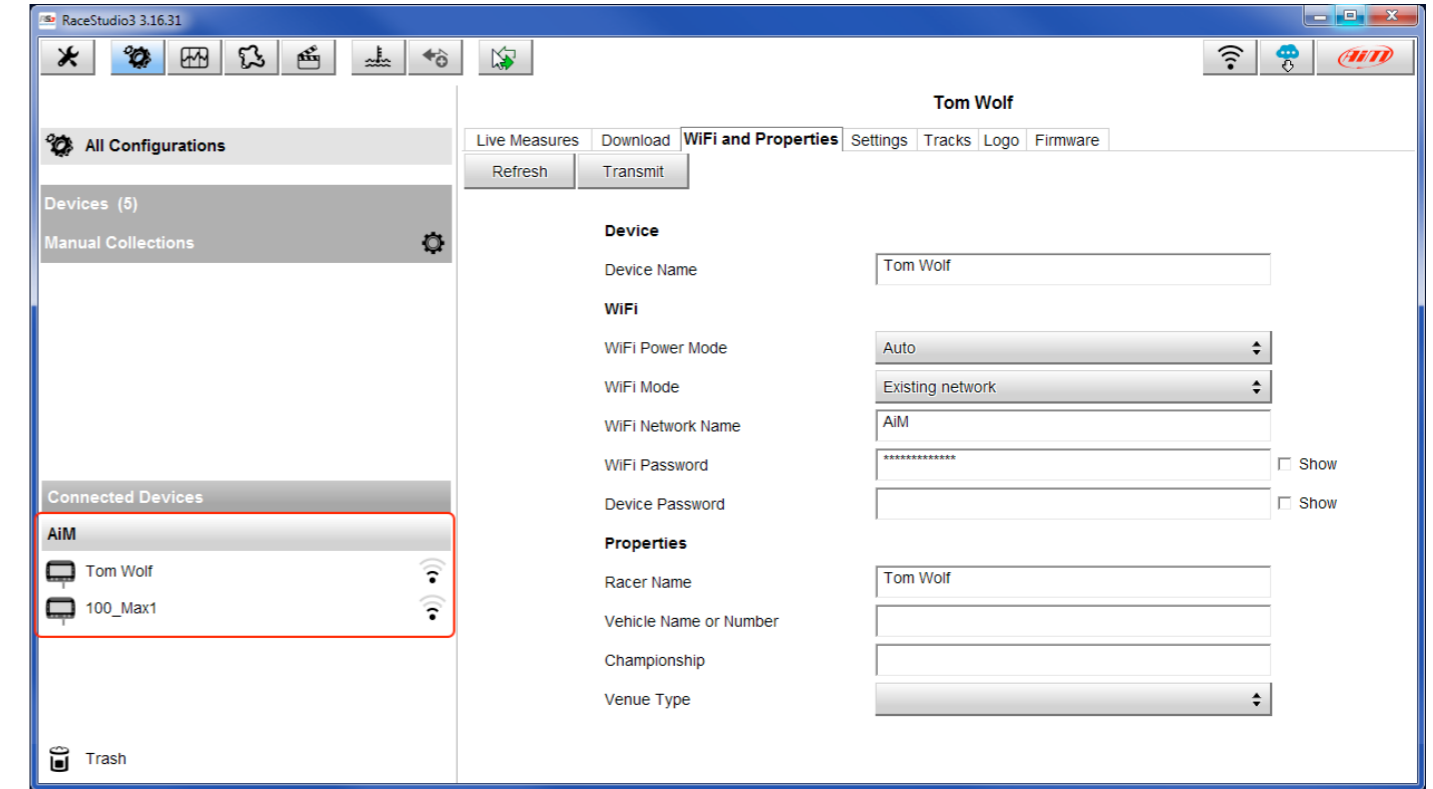 RaceStudio3 3.16.31
AiM
Tom Wolf
All Configurations
Live Measures Download WiFi and Properties Settings Tracks Logo Firmware
Refresh Transmit
Devices (5)
Manual Collections
Device
Device Name Tom Wolf
WiFi
WiFi Power Mode Auto
WiFi Mode Existing network
WiFi Network Name AiM
WiFi Password ************* Show
Device Password Show
Properties
Racer Name Tom Wolf
Vehicle Name or Number
Championship
Venue Type
Connected Devices
AiM
Tom Wolf
100_Max1
Trash